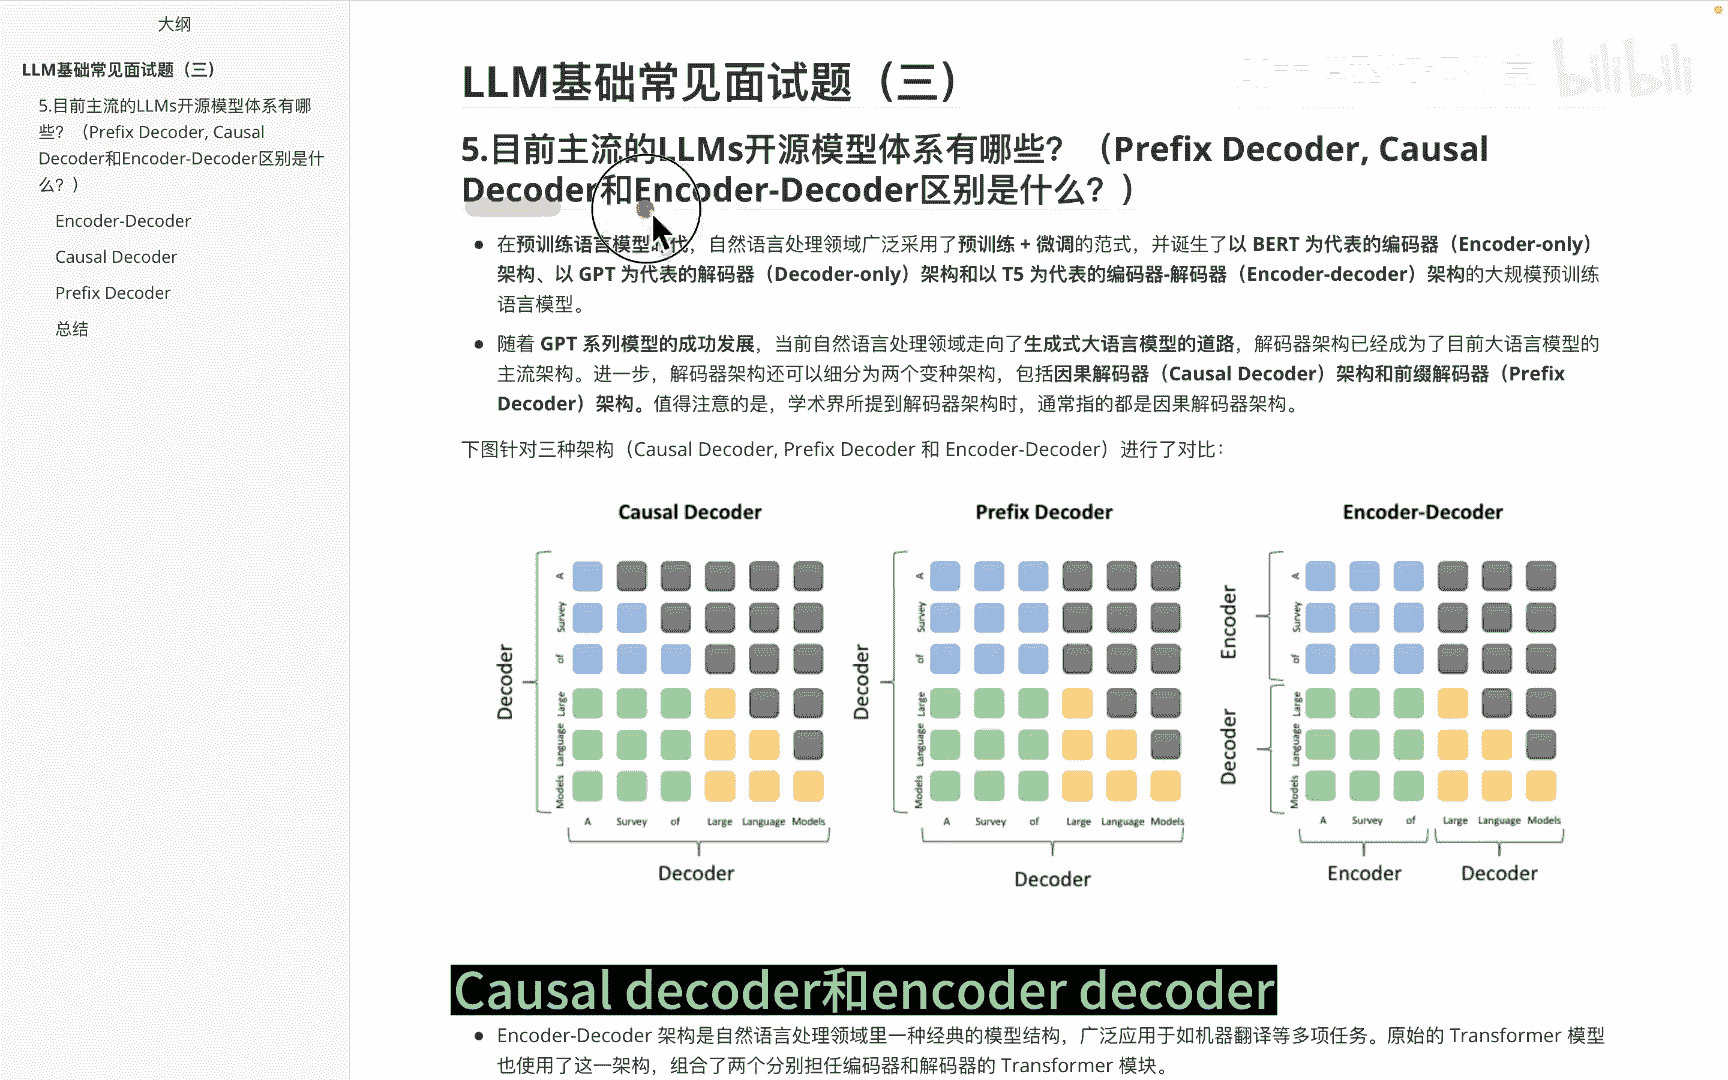 大纲
LLM基础常见面试题（三）
5.目前主流的LLMs开源模型体系有哪
些？（Prefix Decoder, Causal
Decoder和Encoder-Decoder区别是什
么？）
Encoder-Decoder
Causal Decoder
Prefix Decoder
总结
bilibili
LLM基础常见面试题（三）
5.目前主流的LLMs开源模型体系有哪些？（Prefix Decoder, Causal
Decoder和Encoder-Decoder区别是什么？）
在预训练语言模型时代，自然语言处理领域广泛采用了预训练 + 微调的范式，并诞生了以 BERT 为代表的编码器（Encoder-only）
架构、以 GPT 为代表的解码器（Decoder-only）架构和以 T5 为代表的编码器-解码器（Encoder-decoder）架构的大规模预训练
语言模型。
随着 GPT 系列模型的成功发展，当前自然语言处理领域走向了生成式大语言模型的道路，解码器架构已经成为了目前大语言模型的
主流架构。进一步，解码器架构还可以细分为两个变种架构，包括因果解码器（Causal Decoder）架构和前缀解码器（Prefix
Decoder）架构。值得注意的是，学术界所提到解码器架构时，通常指的都是因果解码器架构。
下图针对三种架构（Causal Decoder, Prefix Decoder 和 Encoder-Decoder）进行了对比：
Causal Decoder
Decoder
A
Survey
of
Large
Language
Models
A Survey of Large Language Models
Decoder
Prefix Decoder
Decoder
A
Survey
of
Large
Language
Models
A Survey of Large Language Models
Decoder
Encoder-Decoder
Encoder
Decoder
A
Survey
of
Large
Language
Models
A Survey of Large Language Models
Encoder Decoder
Causal decoder和encoder decoder
Encoder-Decoder 架构是自然语言处理领域里一种经典的模型结构，广泛应用于如机器翻译等多项任务。原始的 Transformer 模型
也使用了这一架构，组合了两个分别担任编码器和解码器的 Transformer 模块。